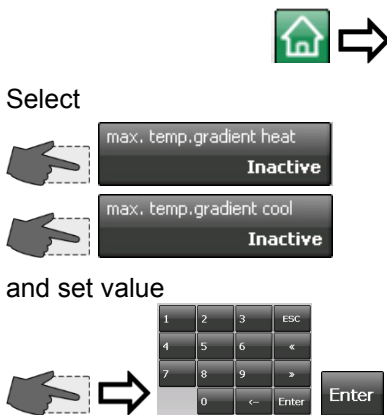 Select
max. temp.gradient heat
Inactive
max. temp.gradient cool
Inactive
and set value
1 2 3 ESC
4 5 6 «
7 8 9 »
0 <– Enter
Enter